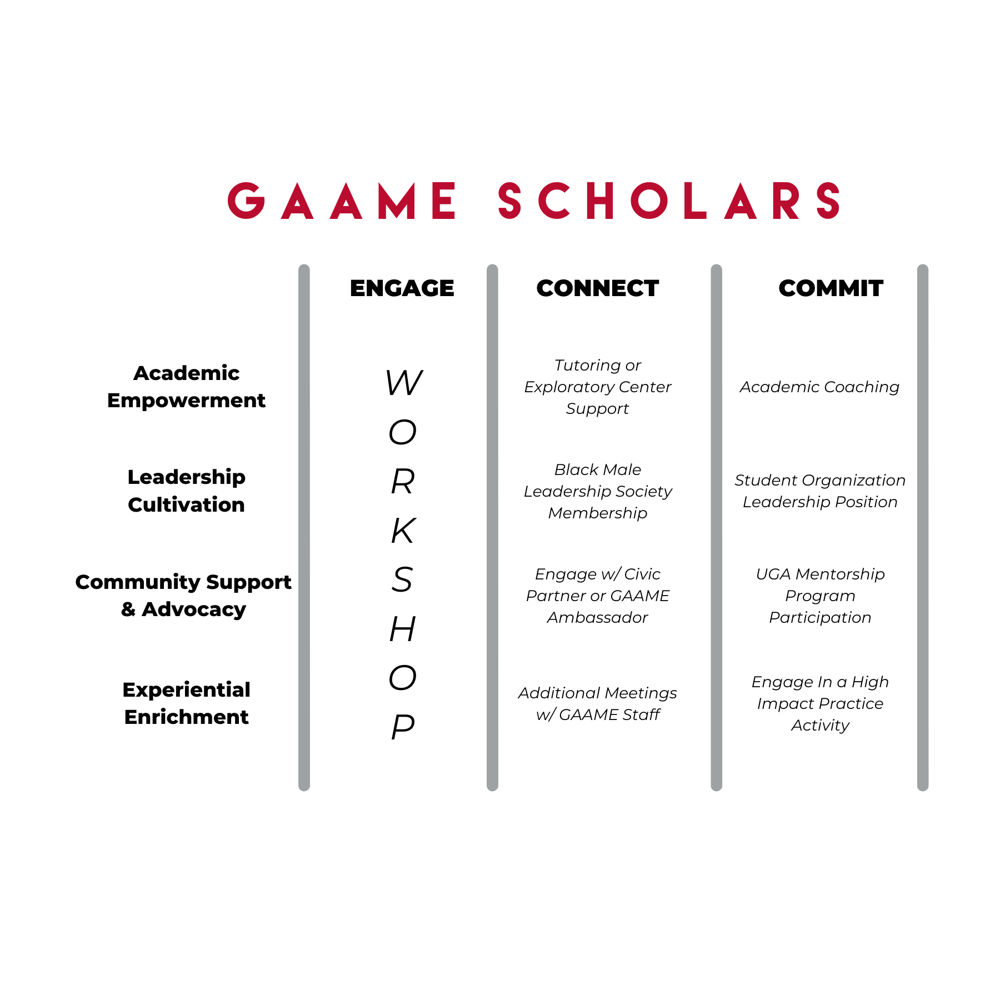 GAAME SCHOLARS
ENGAGE
CONNECT
COMMIT
Academic
Empowerment
Leadership
Cultivation
Community Support
& Advocacy
Experiential
Enrichment
W
O
R
K
S
H
O
P
Tutoring or
Exploratory Center
Support
Black Male
Leadership Society
Membership
Engage w/ Civic
Partner or GAAME
Ambassador
Additional Meetings
w/ GAAME Staff
Academic Coaching
Student Organization
Leadership Position
UGA Mentorship
Program
Participation
Engage In a High
Impact Practice
Activity